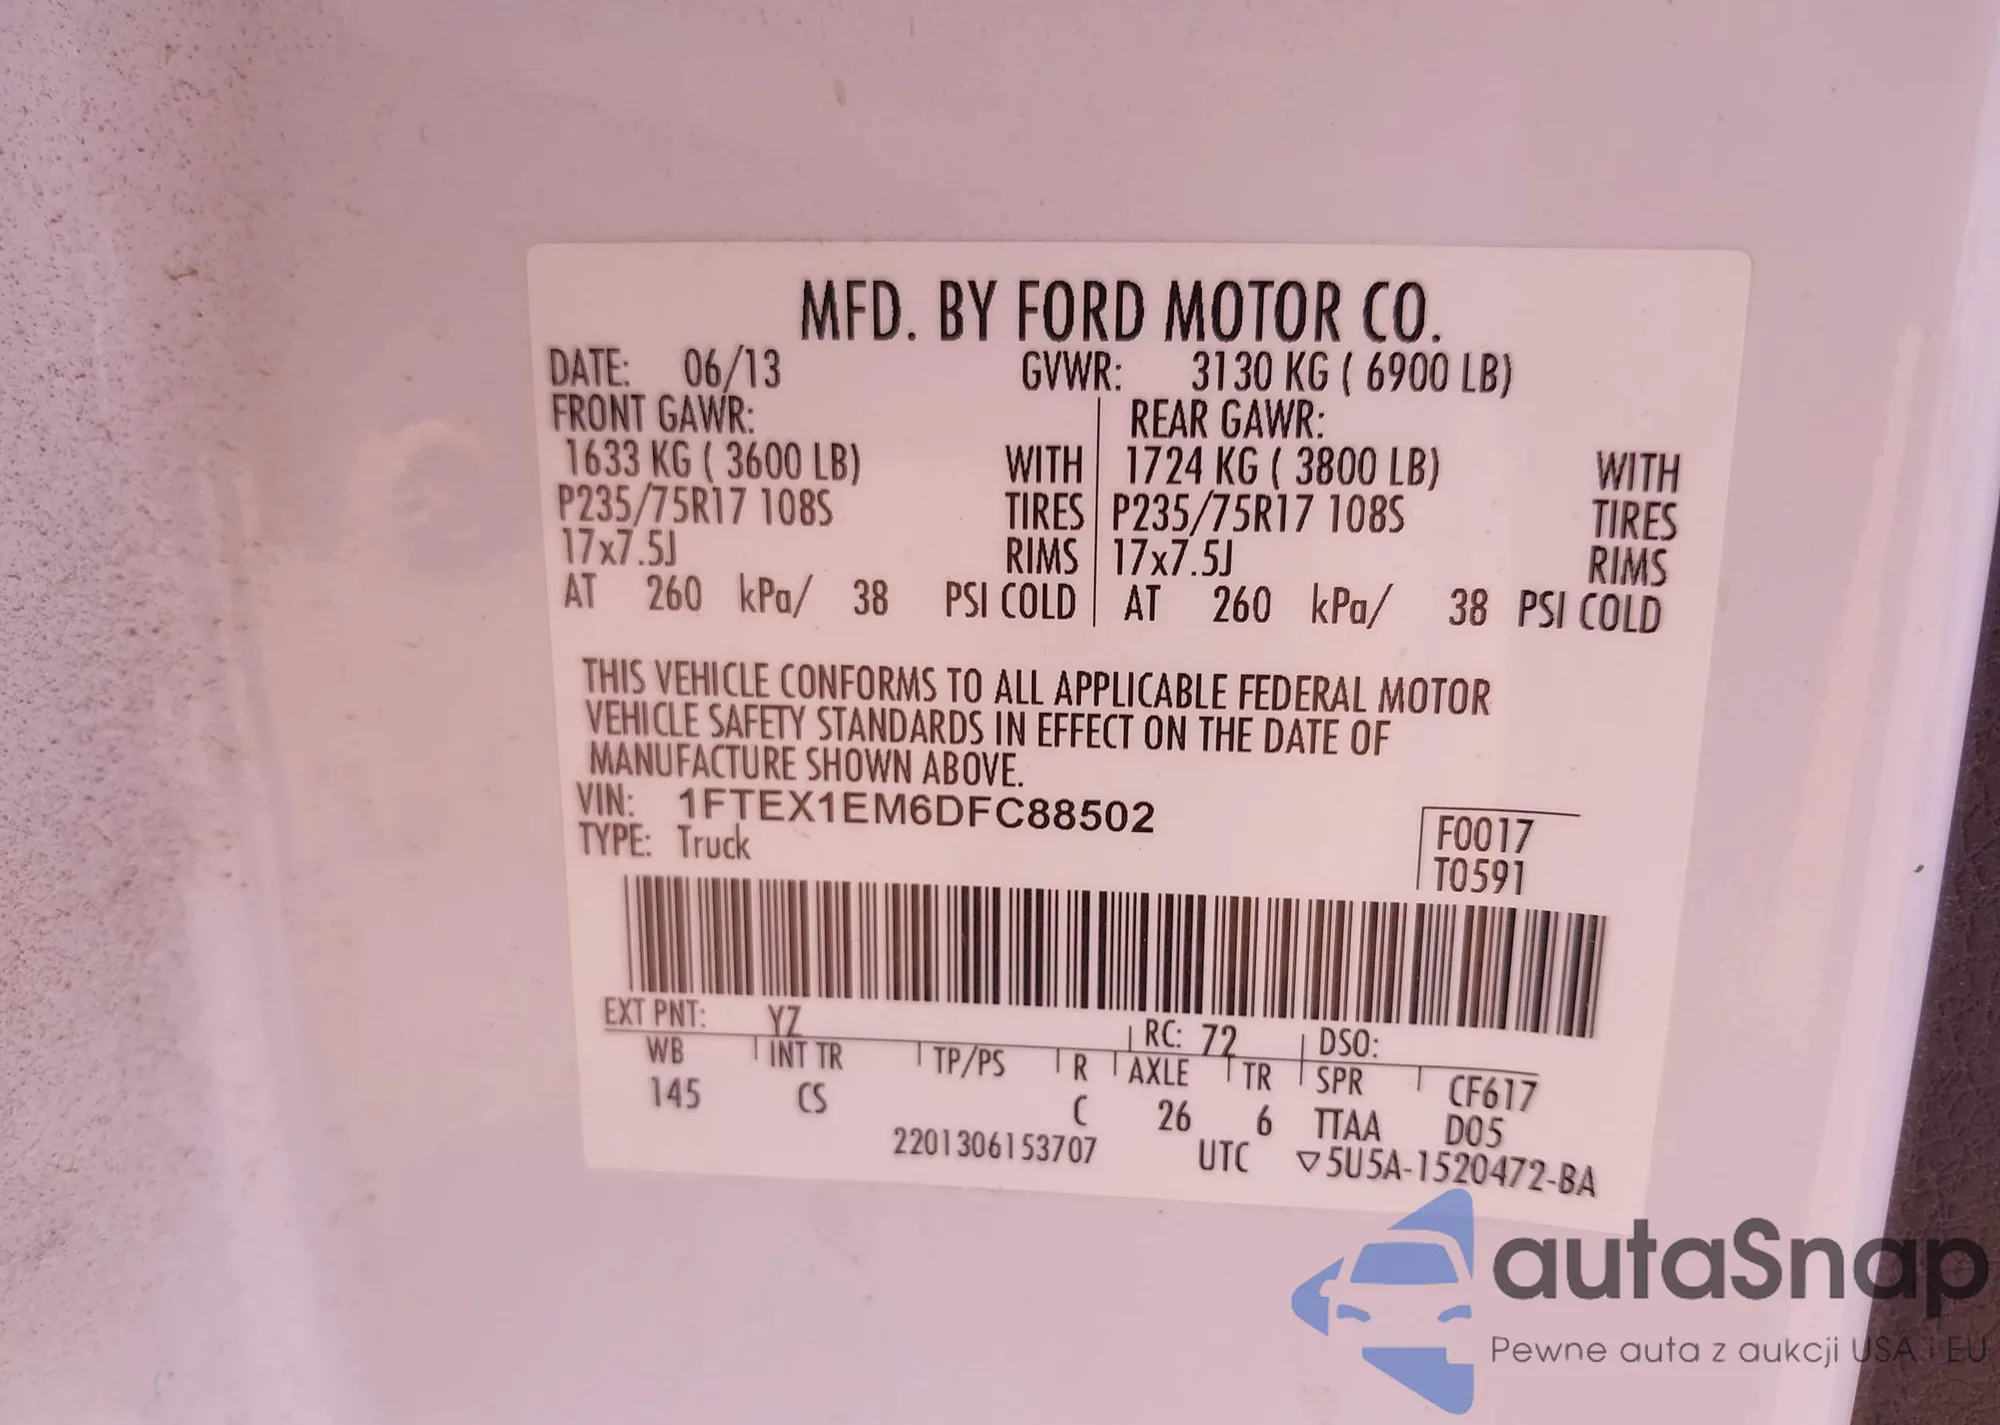 MFD. BY FORD MOTOR CO.
DATE: 06/13 GVWR: 3130 KG ( 6900 LB)
FRONT GAWR: REAR GAWR:
1633 KG ( 3600 LB) WITH 1724 KG ( 3800 LB) WITH
P235/75R17 108S TIRES P235/75R17 108S TIRES
17x7.5J RIMS 17x7.5J RIMS
AT 260 kPa/ 38 PSI COLD AT 260 kPa/ 38 PSI COLD
THIS VEHICLE CONFORMS TO ALL APPLICABLE FEDERAL MOTOR
VEHICLE SAFETY STANDARDS IN EFFECT ON THE DATE OF
MANUFACTURE SHOWN ABOVE.
VIN: 1FTEX1EM6DFC88502
TYPE: Truck
F0017
T0591
EXT PNT: YZ RC: 72 DSO:
WB INT TR TP/PS R AXLE TR SPR CF617
145 CS C 26 6 TTAA D05
2201306153707 UTC ▽5U5A-1520472-BA
autaSnap
Pewne auta z aukcji USA i EU